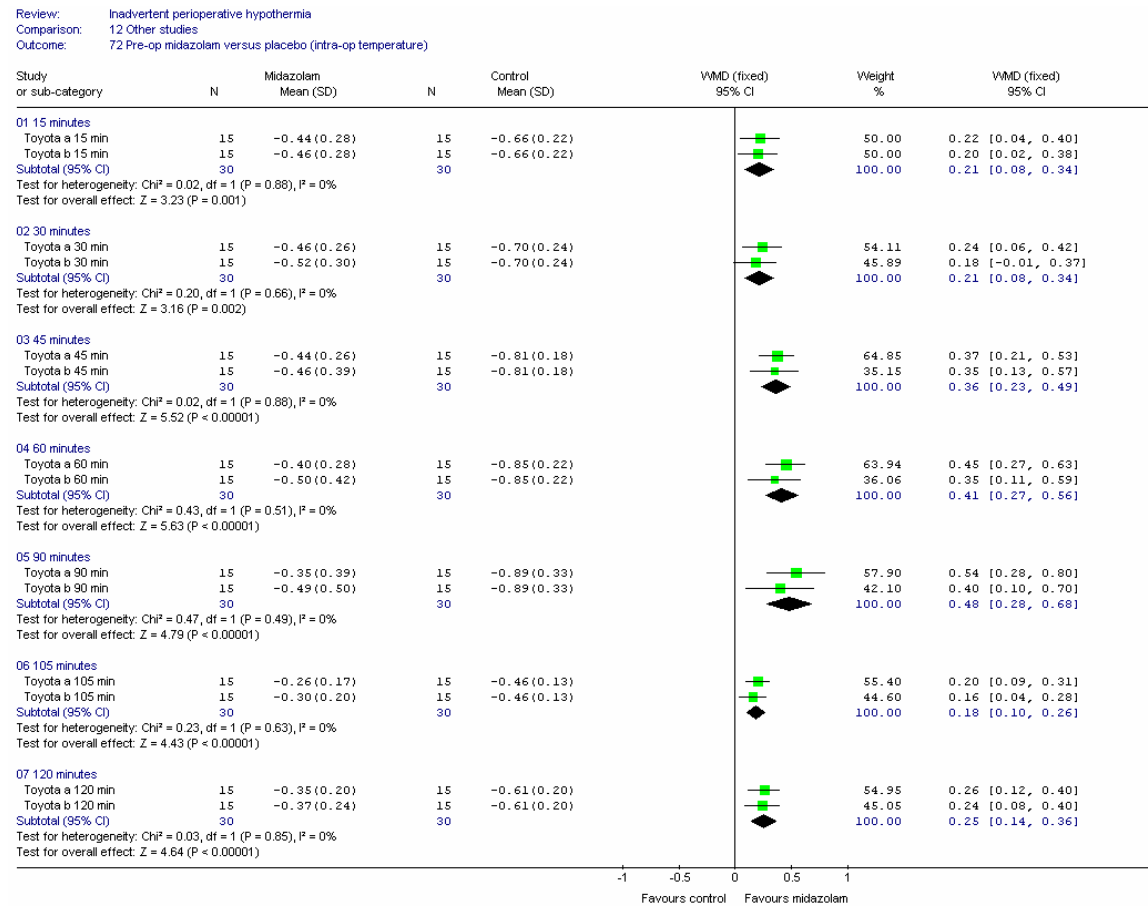 Review: Inadvertent perioperative hypothermia
Comparison: 12 Other studies
Outcome: 72 Pre-op midazolam versus placebo (intra-op temperature)
Study Midazolam Control WMD (fixed) Weight WMD (fixed)
or sub-category N Mean (SD) N Mean (SD) 95% CI % 95% CI
01 15 minutes
Toyota a 15 min 15 -0.44(0.28) 15 -0.66(0.22) 50.00 0.22 [0.04, 0.40]
Toyota b 15 min 15 -0.46(0.28) 15 -0.66(0.22) 50.00 0.20 [0.02, 0.38]
Subtotal (95% CI) 30 30 100.00 0.21 [0.08, 0.34]
Test for heterogeneity: Chi² = 0.02, df = 1 (P = 0.88), I² = 0%
Test for overall effect: Z = 3.23 (P = 0.001)
02 30 minutes
Toyota a 30 min 15 -0.46(0.26) 15 -0.70(0.24) 54.11 0.24 [0.06, 0.42]
Toyota b 30 min 15 -0.52(0.30) 15 -0.70(0.24) 45.89 0.18 [-0.01, 0.37]
Subtotal (95% CI) 30 30 100.00 0.21 [0.08, 0.34]
Test for heterogeneity: Chi² = 0.20, df = 1 (P = 0.66), I² = 0%
Test for overall effect: Z = 3.16 (P = 0.002)
03 45 minutes
Toyota a 45 min 15 -0.44(0.26) 15 -0.81(0.18) 64.85 0.37 [0.21, 0.53]
Toyota b 45 min 15 -0.46(0.39) 15 -0.81(0.18) 35.15 0.35 [0.13, 0.57]
Subtotal (95% CI) 30 30 100.00 0.36 [0.23, 0.49]
Test for heterogeneity: Chi² = 0.02, df = 1 (P = 0.88), I² = 0%
Test for overall effect: Z = 5.52 (P < 0.00001)
04 60 minutes
Toyota a 60 min 15 -0.40(0.28) 15 -0.85(0.22) 63.94 0.45 [0.27, 0.63]
Toyota b 60 min 15 -0.50(0.42) 15 -0.85(0.22) 36.06 0.35 [0.11, 0.59]
Subtotal (95% CI) 30 30 100.00 0.41 [0.27, 0.56]
Test for heterogeneity: Chi² = 0.43, df = 1 (P = 0.51), I² = 0%
Test for overall effect: Z = 5.63 (P < 0.00001)
05 90 minutes
Toyota a 90 min 15 -0.35(0.39) 15 -0.89(0.33) 57.90 0.54 [0.28, 0.80]
Toyota b 90 min 15 -0.49(0.50) 15 -0.89(0.33) 42.10 0.40 [0.10, 0.70]
Subtotal (95% CI) 30 30 100.00 0.48 [0.28, 0.68]
Test for heterogeneity: Chi² = 0.47, df = 1 (P = 0.49), I² = 0%
Test for overall effect: Z = 4.79 (P < 0.00001)
06 105 minutes
Toyota a 105 min 15 -0.26(0.17) 15 -0.46(0.13) 55.40 0.20 [0.09, 0.31]
Toyota b 105 min 15 -0.30(0.20) 15 -0.46(0.13) 44.60 0.16 [0.04, 0.28]
Subtotal (95% CI) 30 30 100.00 0.18 [0.10, 0.26]
Test for heterogeneity: Chi² = 0.23, df = 1 (P = 0.63), I² = 0%
Test for overall effect: Z = 4.43 (P < 0.00001)
07 120 minutes
Toyota a 120 min 15 -0.35(0.20) 15 -0.61(0.20) 54.95 0.26 [0.12, 0.40]
Toyota b 120 min 15 -0.37(0.24) 15 -0.61(0.20) 45.05 0.24 [0.08, 0.40]
Subtotal (95% CI) 30 30 100.00 0.25 [0.14, 0.36]
Test for heterogeneity: Chi² = 0.03, df = 1 (P = 0.85), I² = 0%
Test for overall effect: Z = 4.64 (P < 0.00001)
-1 -0.5 0 0.5 1
Favours control Favours midazolam